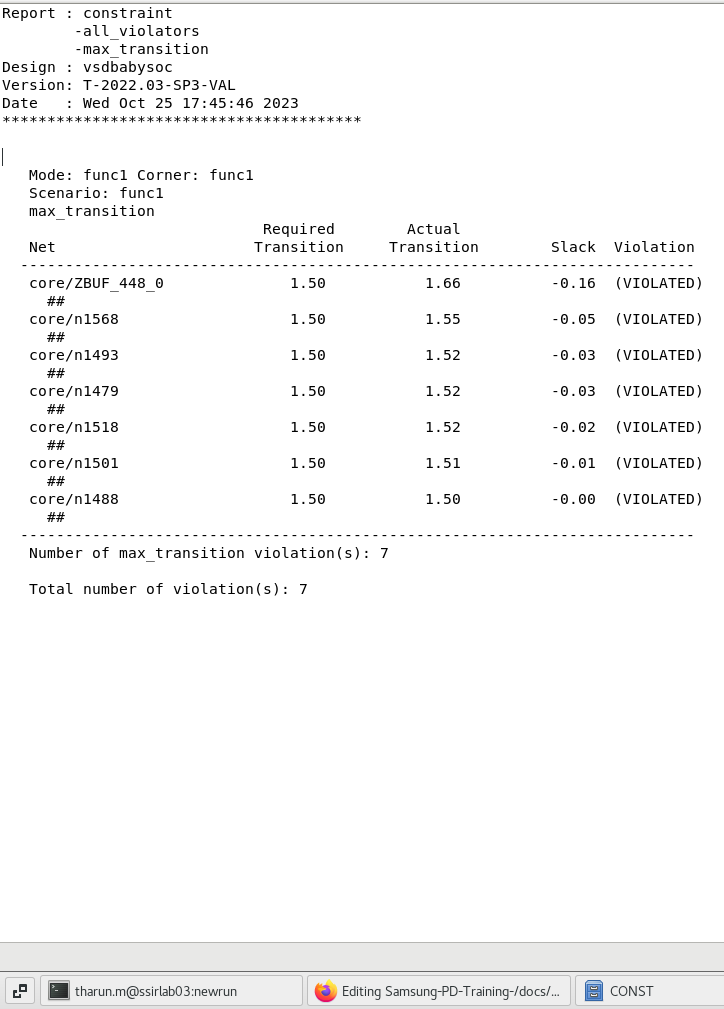 Report : constraint
        -all_violators
        -max_transition
Design : vsdbabysoc
Version: T-2022.03-SP3-VAL
Date   : Wed Oct 25 17:45:46 2023
****************************************
   Mode: func1 Corner: func1
   Scenario: func1
   max_transition
                             Required        Actual
   Net                      Transition     Transition        Slack  Violation
  ---------------------------------------------------------------------------
   core/ZBUF_448_0              1.50           1.66          -0.16  (VIOLATED)
     ##
   core/n1568                   1.50           1.55          -0.05  (VIOLATED)
     ##
   core/n1493                   1.50           1.52          -0.03  (VIOLATED)
     ##
   core/n1479                   1.50           1.52          -0.03  (VIOLATED)
     ##
   core/n1518                   1.50           1.52          -0.02  (VIOLATED)
     ##
   core/n1501                   1.50           1.51          -0.01  (VIOLATED)
     ##
   core/n1488                   1.50           1.50          -0.00  (VIOLATED)
     ##
  ---------------------------------------------------------------------------
   Number of max_transition violation(s): 7
   Total number of violation(s): 7
tharun.m@ssirlab03:newrun   Editing Samsung-PD-Training-/docs/...   CONST